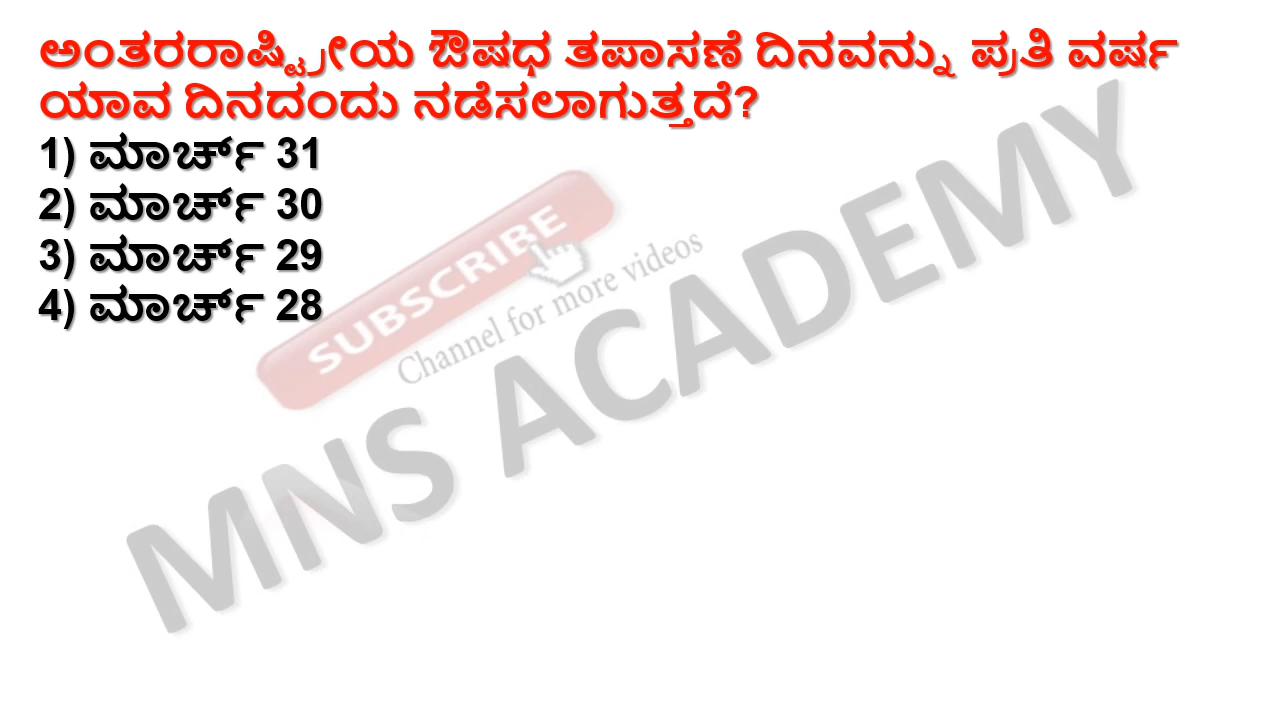 ಅಂತರರಾಷ್ಟ್ರೀಯ ಔಷಧ ತಪಾಸಣೆ ದಿನವನ್ನು ಪ್ರತಿ ವರ್ಷ
ಯಾವ ದಿನದಂದು ನಡೆಸಲಾಗುತ್ತದೆ?
1) ಮಾರ್ಚ್ 31
2) ಮಾರ್ಚ್ 30
3) ಮಾರ್ಚ್ 29
4) ಮಾರ್ಚ್ 28
SUBSCRIBE
Channel for more videos
MNS ACADEMY